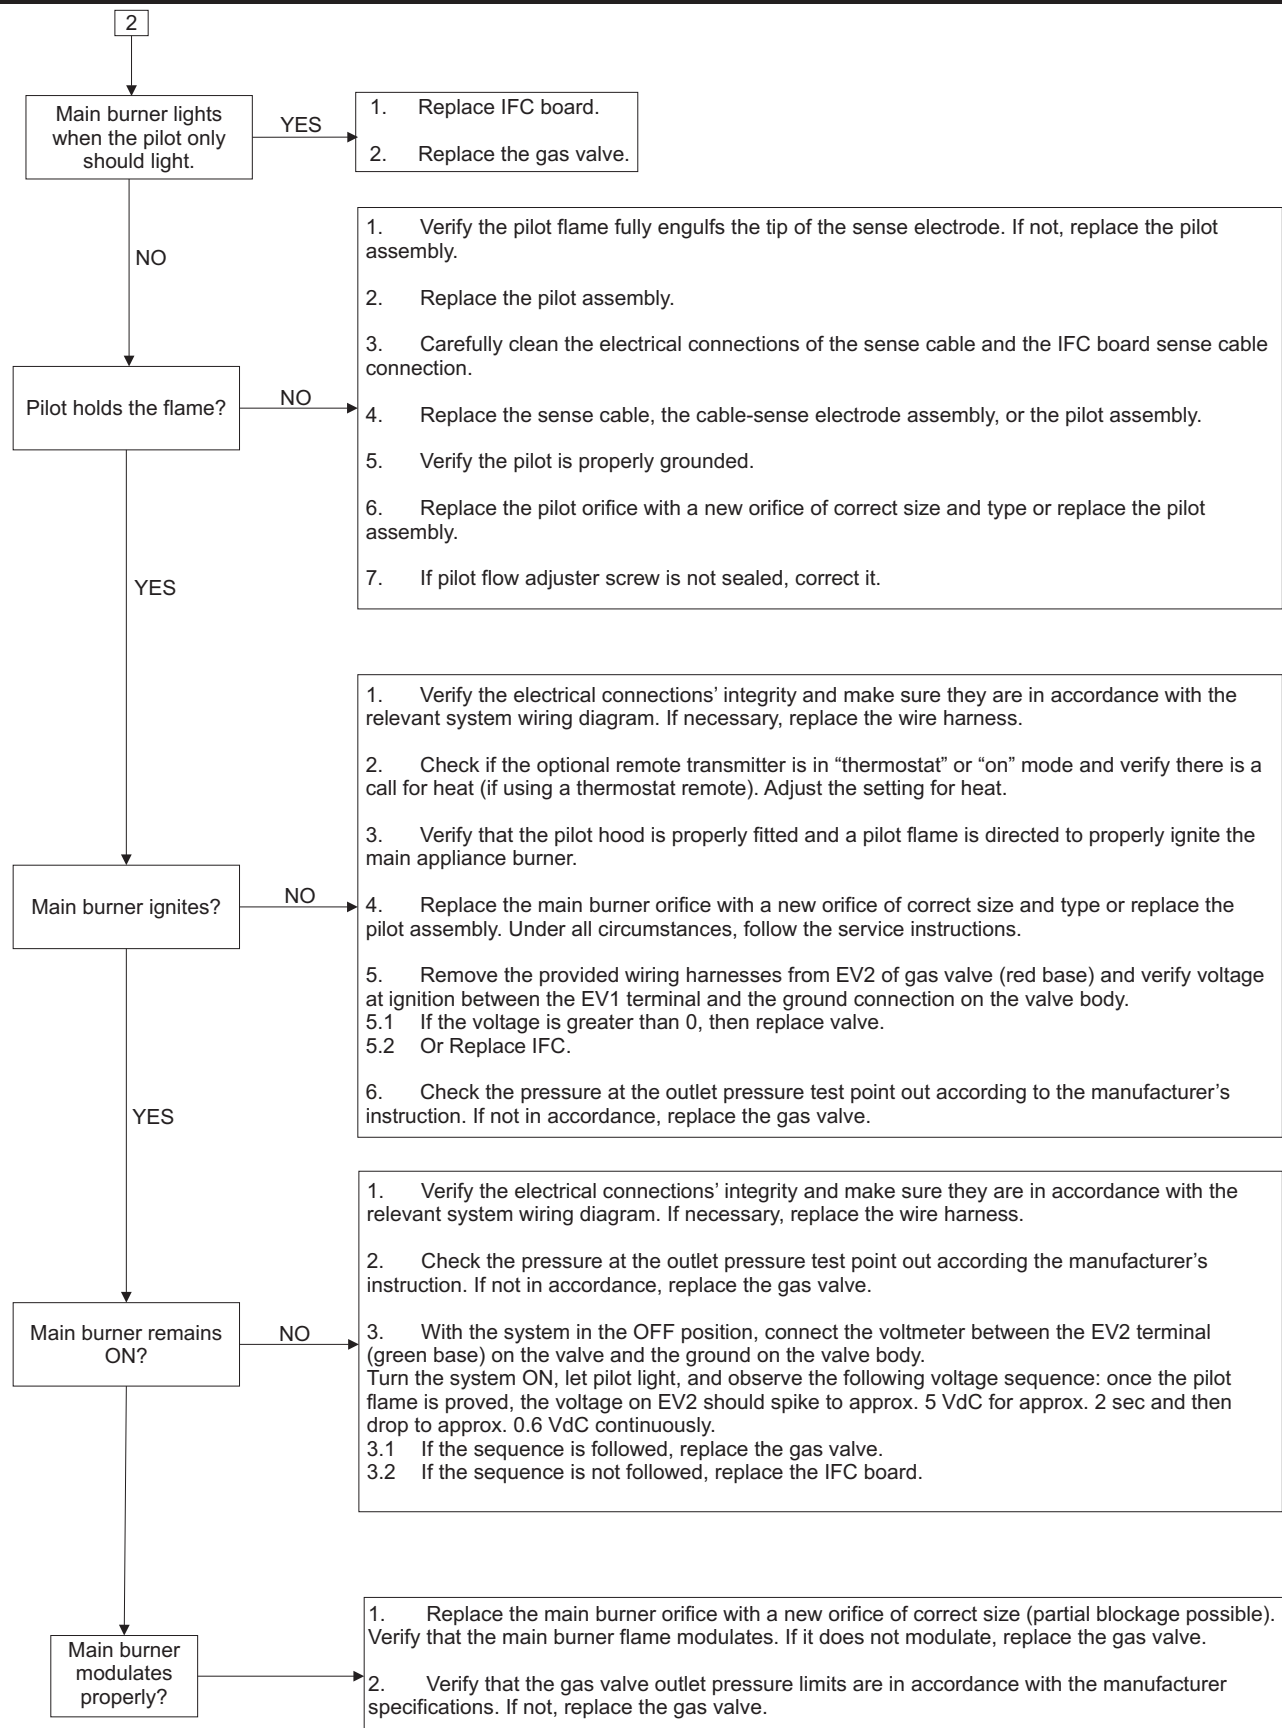 2
Main burner lights
when the pilot only
should light.
YES
1. Replace IFC board.
2. Replace the gas valve.
NO
1. Verify the pilot flame fully engulfs the tip of the sense electrode. If not, replace the pilot
assembly.
2. Replace the pilot assembly.
3. Carefully clean the electrical connections of the sense cable and the IFC board sense cable
connection.
4. Replace the sense cable, the cable-sense electrode assembly, or the pilot assembly.
5. Verify the pilot is properly grounded.
6. Replace the pilot orifice with a new orifice of correct size and type or replace the pilot
assembly.
7. If pilot flow adjuster screw is not sealed, correct it.
Pilot holds the flame?
NO
YES
1. Verify the electrical connections’ integrity and make sure they are in accordance with the
relevant system wiring diagram. If necessary, replace the wire harness.
2. Check if the optional remote transmitter is in “thermostat” or “on” mode and verify there is a
call for heat (if using a thermostat remote). Adjust the setting for heat.
3. Verify that the pilot hood is properly fitted and a pilot flame is directed to properly ignite the
main appliance burner.
4. Replace the main burner orifice with a new orifice of correct size and type or replace the
pilot assembly. Under all circumstances, follow the service instructions.
5. Remove the provided wiring harnesses from EV2 of gas valve (red base) and verify voltage
at ignition between the EV1 terminal and the ground connection on the valve body.
5.1 If the voltage is greater than 0, then replace valve.
5.2 Or Replace IFC.
6. Check the pressure at the outlet pressure test point out according to the manufacturer’s
instruction. If not in accordance, replace the gas valve.
Main burner ignites?
NO
YES
1. Verify the electrical connections’ integrity and make sure they are in accordance with the
relevant system wiring diagram. If necessary, replace the wire harness.
2. Check the pressure at the outlet pressure test point out according the manufacturer’s
instruction. If not in accordance, replace the gas valve.
3. With the system in the OFF position, connect the voltmeter between the EV2 terminal
(green base) on the valve and the ground on the valve body.
Turn the system ON, let pilot light, and observe the following voltage sequence: once the pilot
flame is proved, the voltage on EV2 should spike to approx. 5 VdC for approx. 2 sec and then
drop to approx. 0.6 VdC continuously.
3.1 If the sequence is followed, replace the gas valve.
3.2 If the sequence is not followed, replace the IFC board.
Main burner remains
ON?
NO
1. Replace the main burner orifice with a new orifice of correct size (partial blockage possible).
Verify that the main burner flame modulates. If it does not modulate, replace the gas valve.
2. Verify that the gas valve outlet pressure limits are in accordance with the manufacturer
specifications. If not, replace the gas valve.
Main burner
modulates
properly?